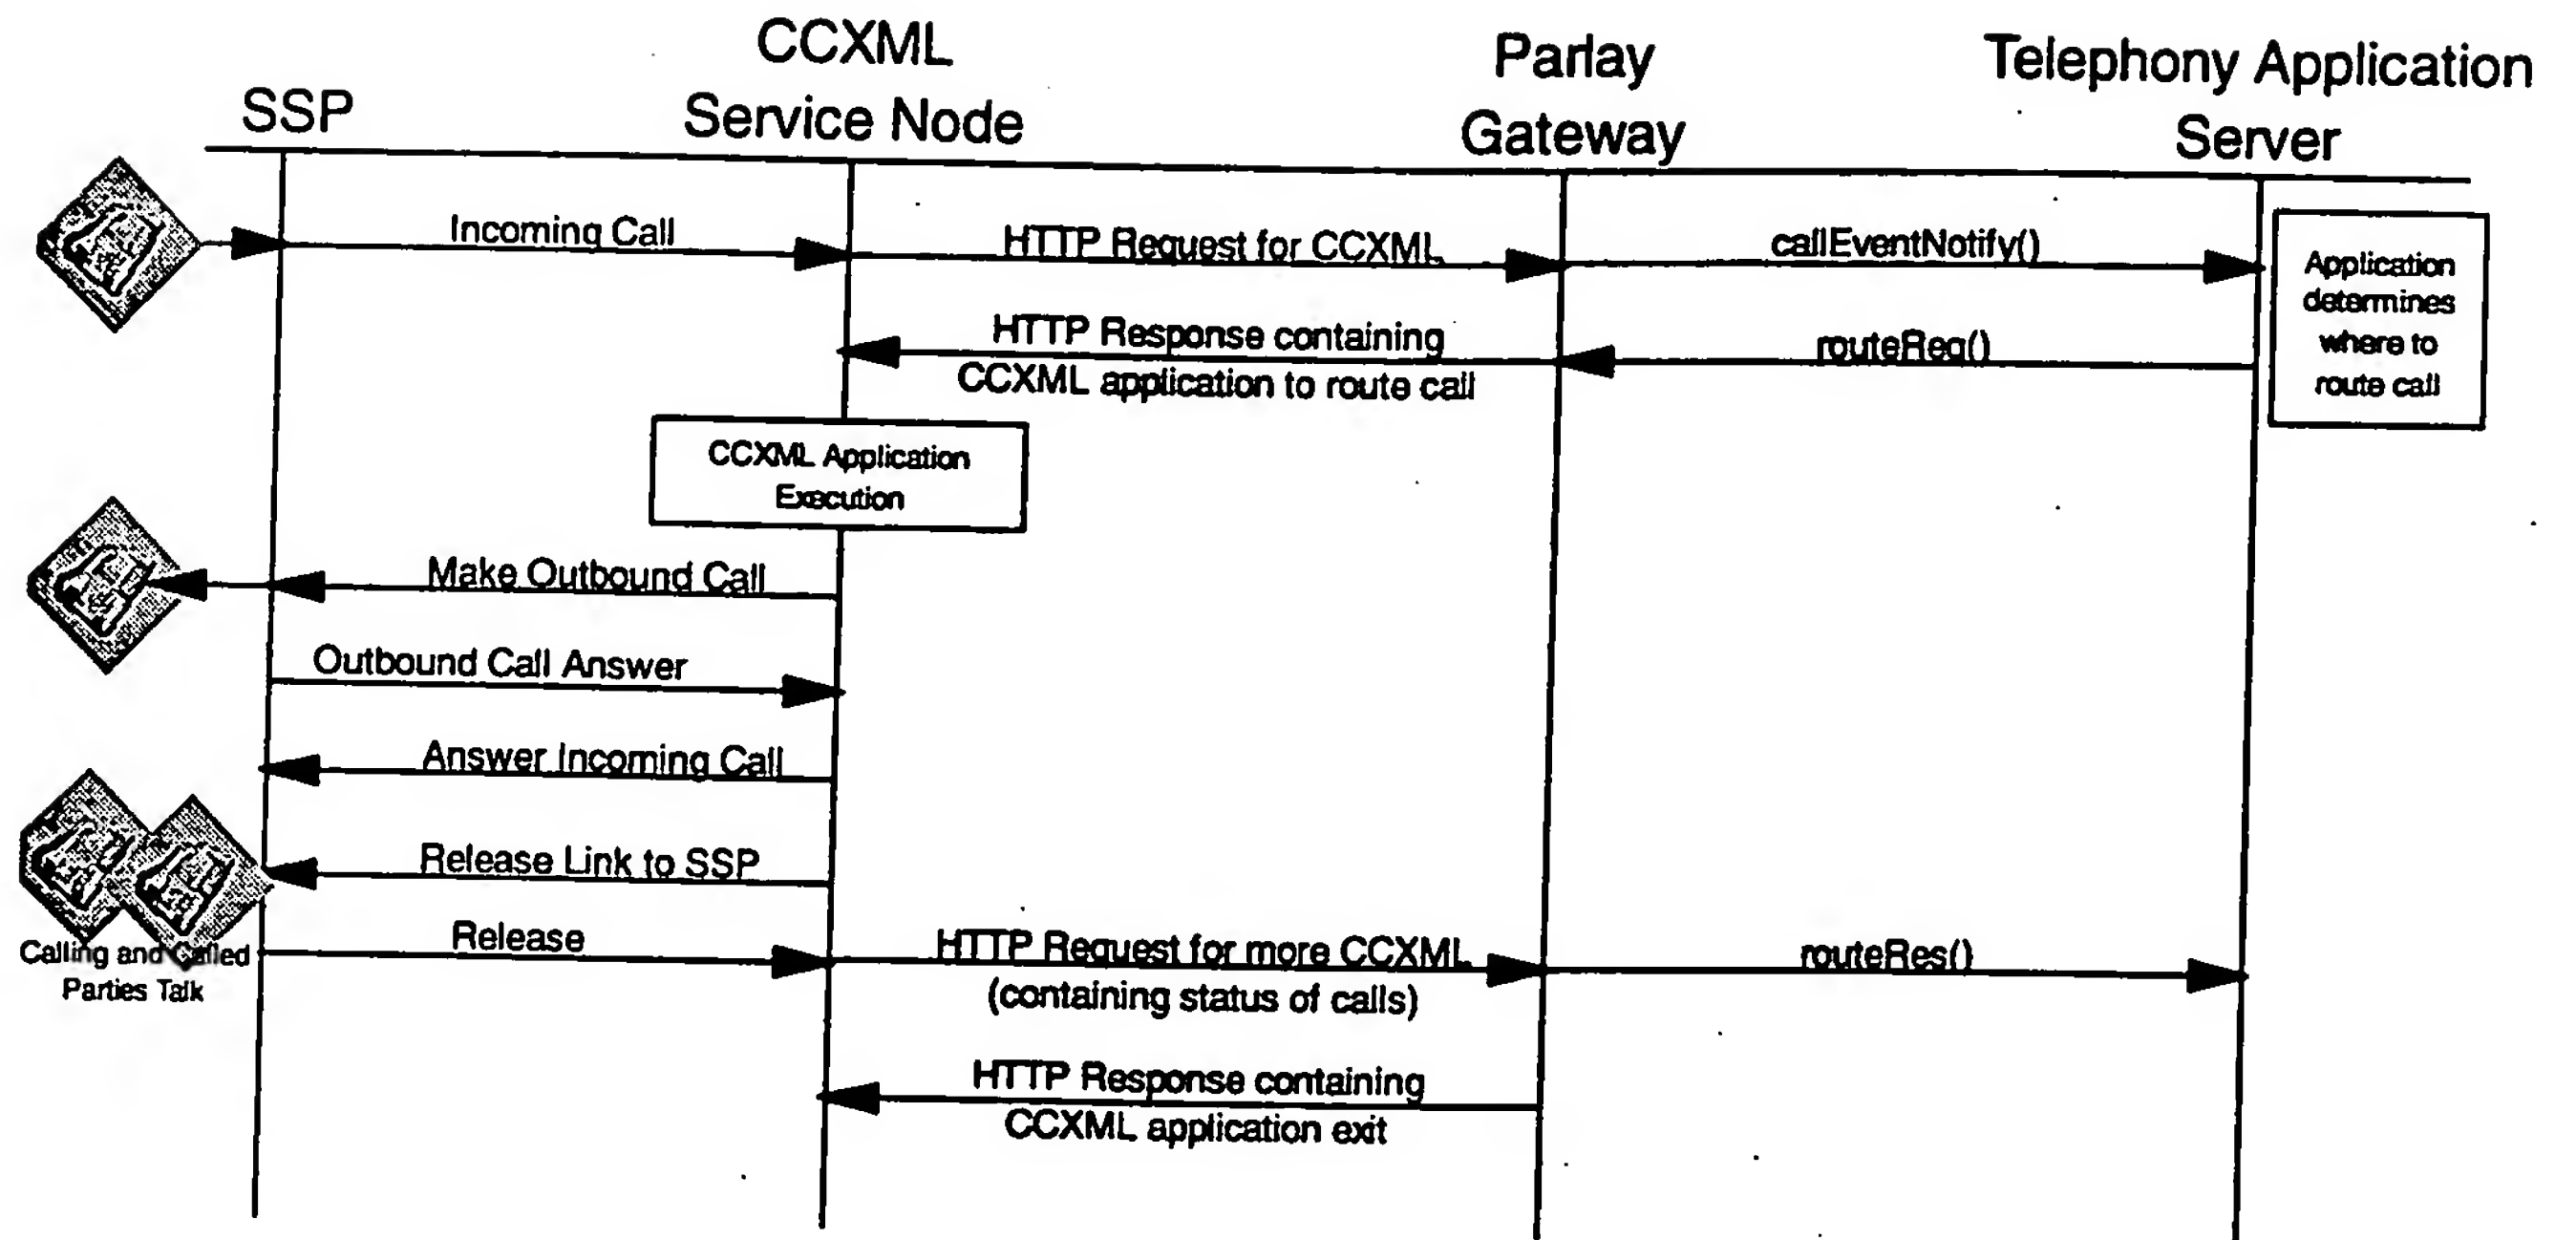 CCXML
Service Node
SSP
Parlay
Gateway
Telephony Application
Server
Incoming Call
HTTP Request for CCXML
callEventNotify()
Application
determines
where to
route call
HTTP Response containing
CCXML application to route call
routeReq()
CCXML Application
Execution
Make Outbound Call
Outbound Call Answer
Answer Incoming Call
Release Link to SSP
Calling and Called
Parties Talk
Release
HTTP Request for more CCXML
(containing status of calls)
routeRes()
HTTP Response containing
CCXML application exit